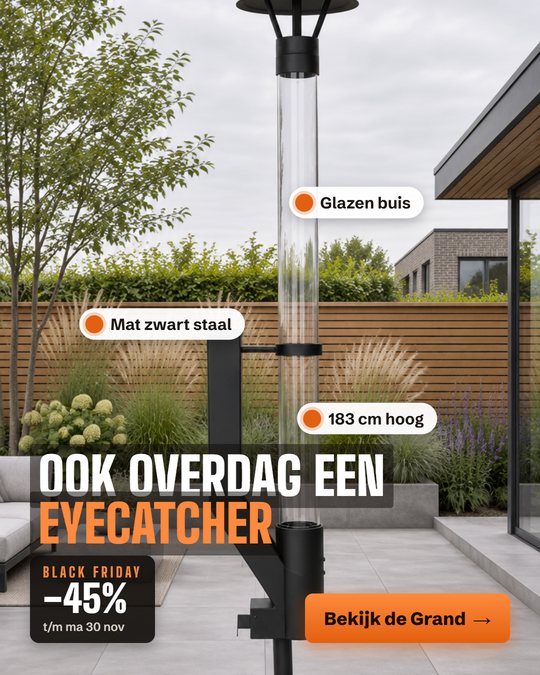 Glazen buis
Mat zwart staal
183 cm hoog
OOK OVERDAG EEN
EYECATCHER
BLACK FRIDAY
–45%
t/m ma 30 nov
Bekijk de Grand →